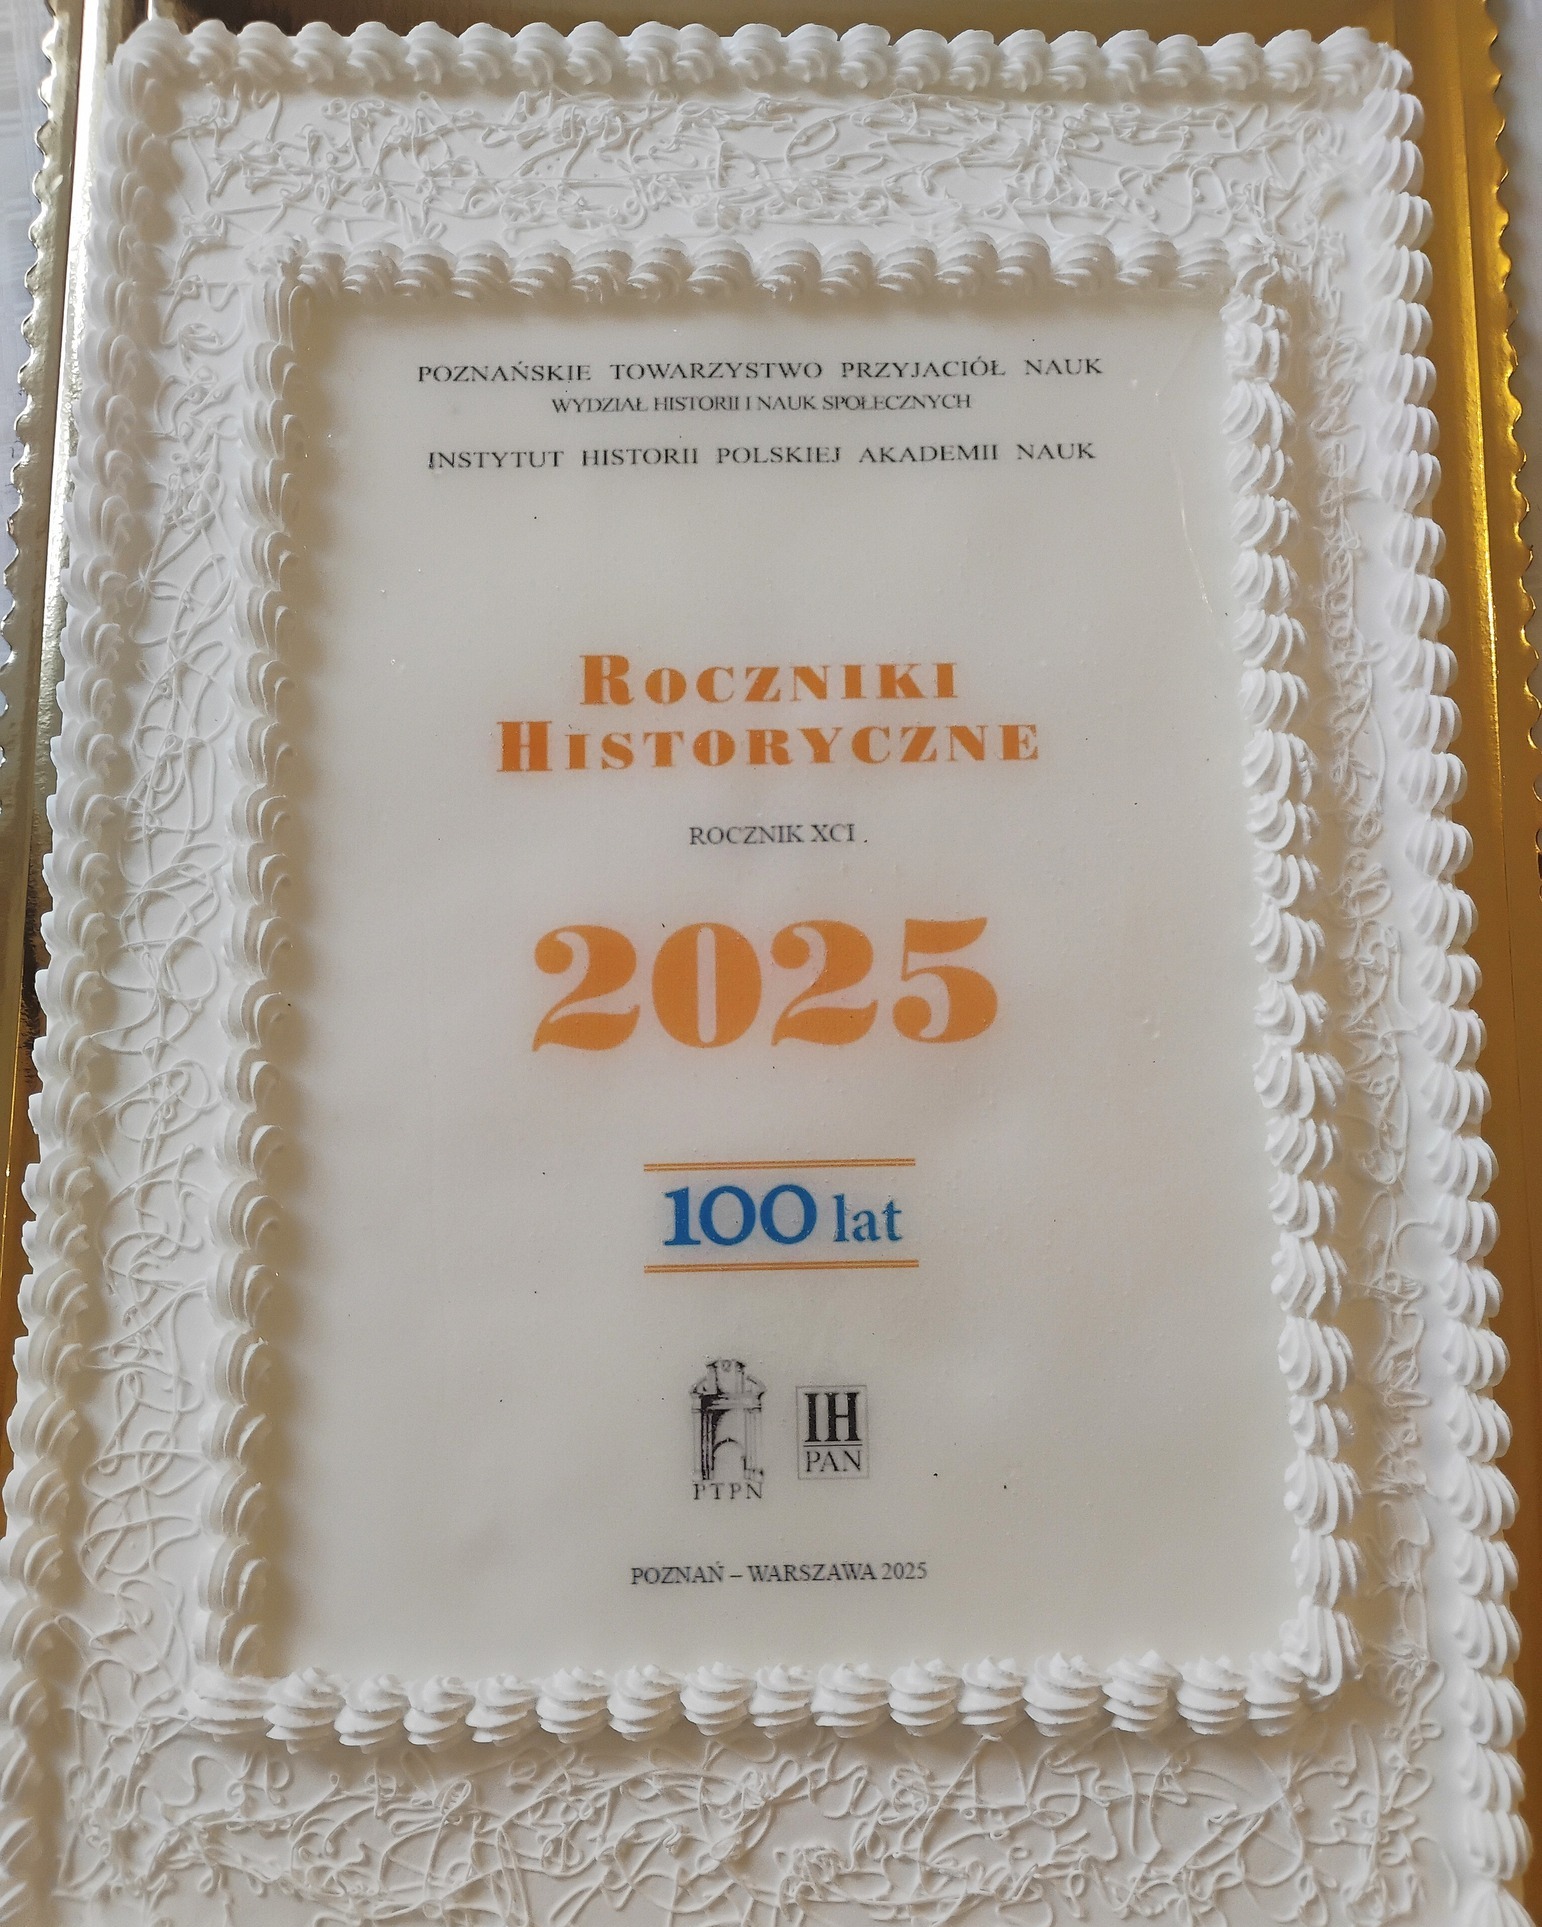 POZNAŃSKIE TOWARZYSTWO PRZYJACIÓŁ NAUK
WYDZIAŁ HISTORII I NAUK SPOŁECZNYCH
INSTYTUT HISTORII POLSKIEJ AKADEMII NAUK
ROCZNIKI
HISTORYCZNE
ROCZNIK XCI
2025
100 lat
PTPN
IH
PAN
POZNAŃ – WARSZAWA 2025